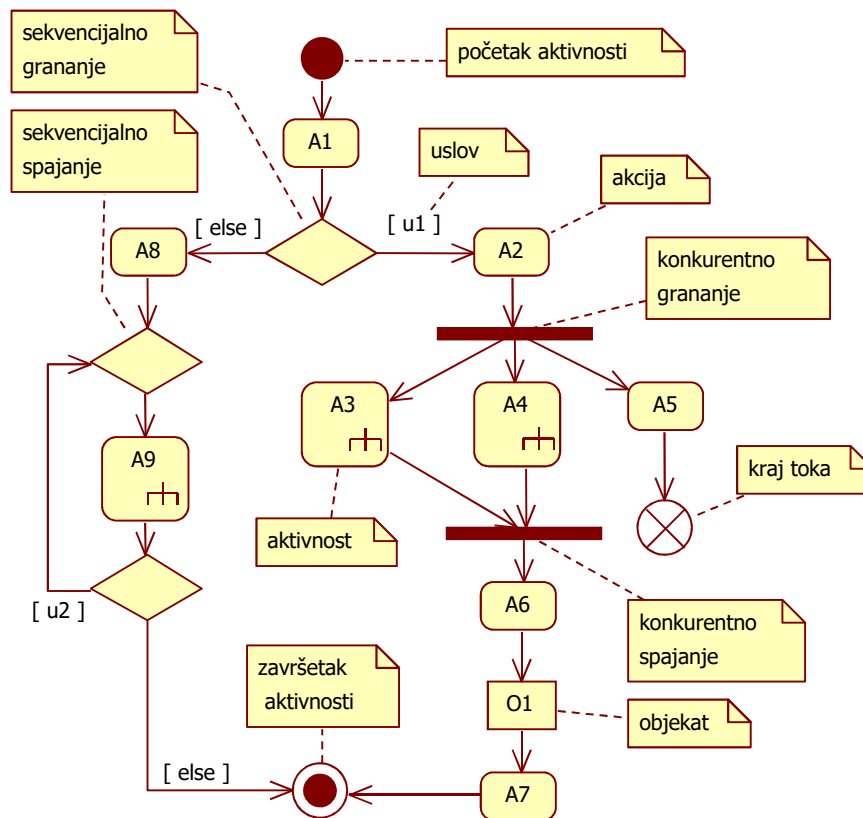 sekvencijalno
grananje
početak aktivnosti
sekvencijalno
spajanje
A1
uslov
akcija
[ else ]
[ u1 ]
A8
A2
konkurentno
grananje
A3
A4
A5
A9
kraj toka
aktivnost
[ u2 ]
A6
konkurentno
spajanje
završetak
aktivnosti
O1
objekat
[ else ]
A7